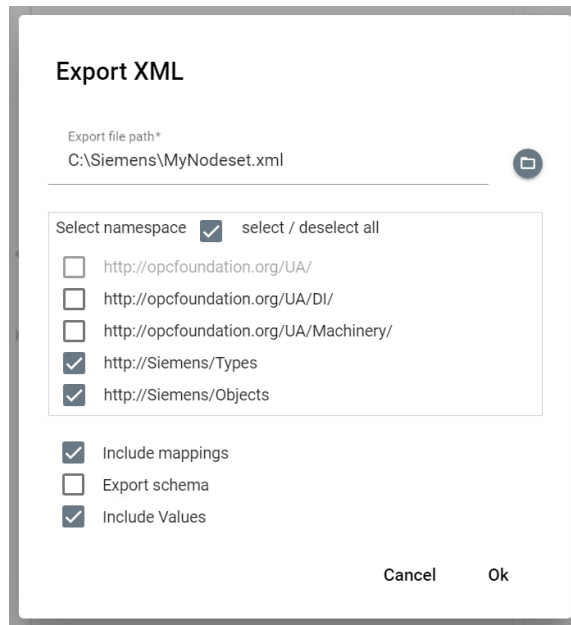 Export XML
Export file path*
C:\Siemens\MyNodeset.xml
Select namespace select / deselect all
http://opcfoundation.org/UA/
http://opcfoundation.org/UA/DI/
http://opcfoundation.org/UA/Machinery/
http://Siemens/Types
http://Siemens/Objects
Include mappings
Export schema
Include Values
Cancel Ok